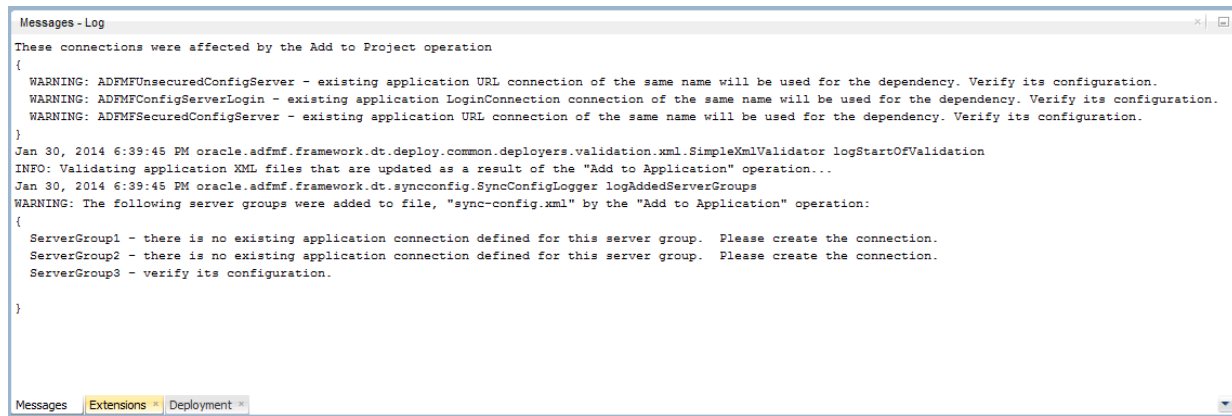 Messages - Log
These connections were affected by the Add to Project operation
{
WARNING: ADFMFUnsecuredConfigServer - existing application URL connection of the same name will be used for the dependency. Verify its configuration.
WARNING: ADFMFConfigServerLogin - existing application LoginConnection connection of the same name will be used for the dependency. Verify its configuration.
WARNING: ADFMFSecuredConfigServer - existing application URL connection of the same name will be used for the dependency. Verify its configuration.
}
Jan 30, 2014 6:39:45 PM oracle.adfmf.framework.dt.deploy.common.deployers.validation.xml.SimpleXmlValidator logStartOfValidation
INFO: Validating application XML files that are updated as a result of the "Add to Application" operation...
Jan 30, 2014 6:39:45 PM oracle.adfmf.framework.dt.syncconfig.SyncConfigLogger logAddedServerGroups
WARNING: The following server groups were added to file, "sync-config.xml" by the "Add to Application" operation:
{
ServerGroup1 - there is no existing application connection defined for this server group.  Please create the connection.
ServerGroup2 - there is no existing application connection defined for this server group.  Please create the connection.
ServerGroup3 - verify its configuration.
}
Messages Extensions Deployment